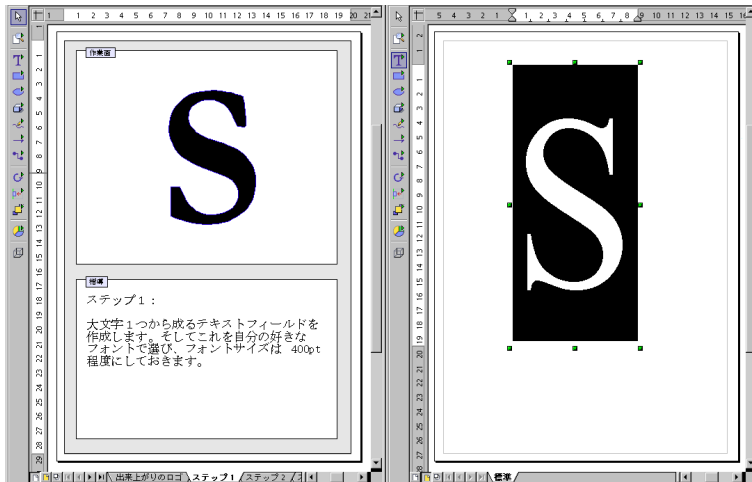 作業面
S
指導
ステップ１：
大文字１つから成るテキストフィールドを
作成します。そしてこれを自分の好きな
フォントで選び、フォントサイズは 400pt
程度にしておきます。
出来上がりのロゴ
ステップ 1
ステップ 2
S
標準